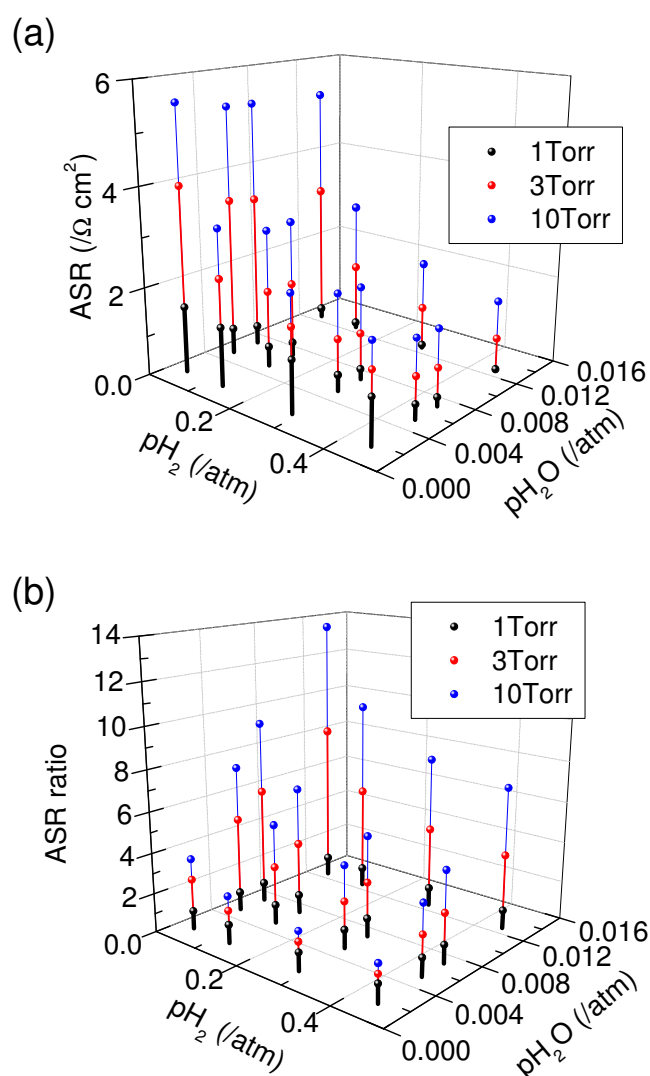 (a)
6
4
2
0.0
ASR (/Ω cm²)
1Torr
3Torr
10Torr
0.2
0.4
pH₂ (/atm)
0.000
0.004
0.008
0.012
0.016
pH₂O (/atm)
(b)
14
12
10
8
6
4
2
0.0
ASR ratio
1Torr
3Torr
10Torr
0.2
0.4
pH₂ (/atm)
0.000
0.004
0.008
0.012
0.016
pH₂O (/atm)